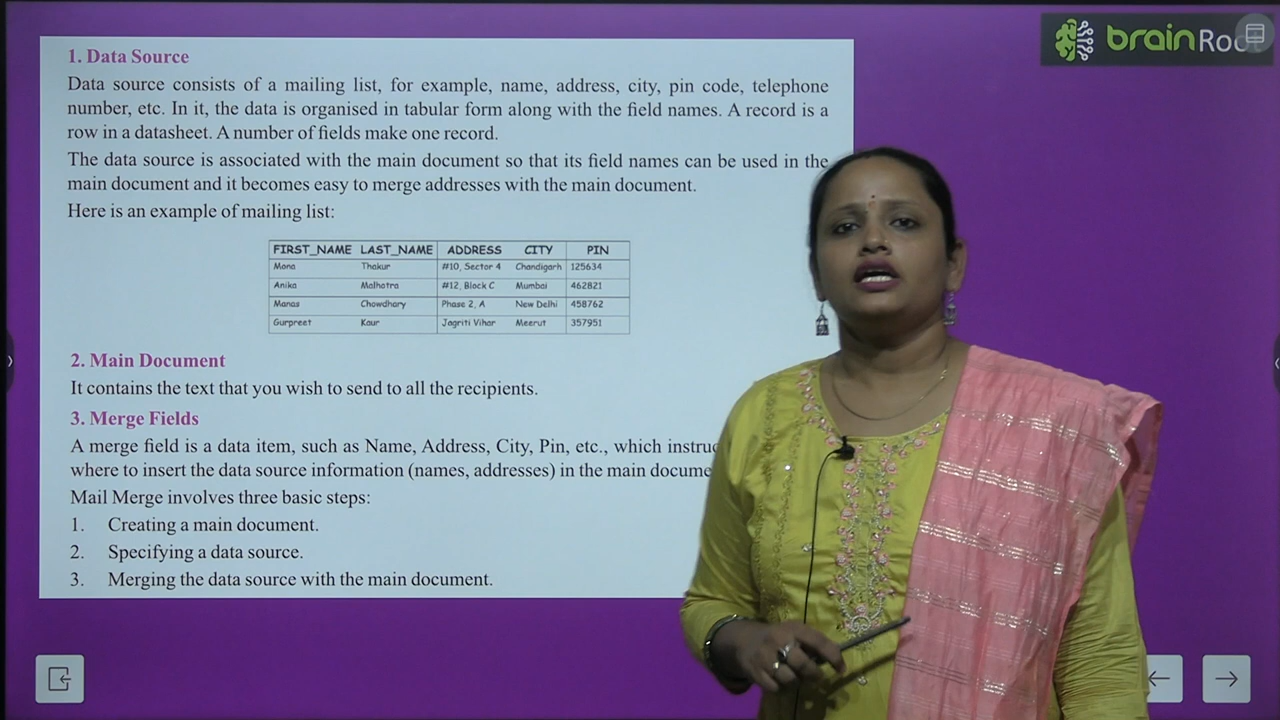 brainRoo
1. Data Source
Data source consists of a mailing list, for example, name, address, city, pin code, telephone
number, etc. In it, the data is organised in tabular form along with the field names. A record is a
row in a datasheet. A number of fields make one record.
The data source is associated with the main document so that its field names can be used in the
main document and it becomes easy to merge addresses with the main document.
Here is an example of mailing list:
FIRST_NAME LAST_NAME ADDRESS CITY PIN
Mona Thakur #10, Sector 4 Chandigarh 125634
Anika Malhotra #12, Block C Mumbai 462821
Manas Chowdhary Phase 2, A New Delhi 458762
Gurpreet Kaur Jagriti Vihar Meerut 357951
2. Main Document
It contains the text that you wish to send to all the recipients.
3. Merge Fields
A merge field is a data item, such as Name, Address, City, Pin, etc., which instruc
where to insert the data source information (names, addresses) in the main docume
Mail Merge involves three basic steps:
1. Creating a main document.
2. Specifying a data source.
3. Merging the data source with the main document.